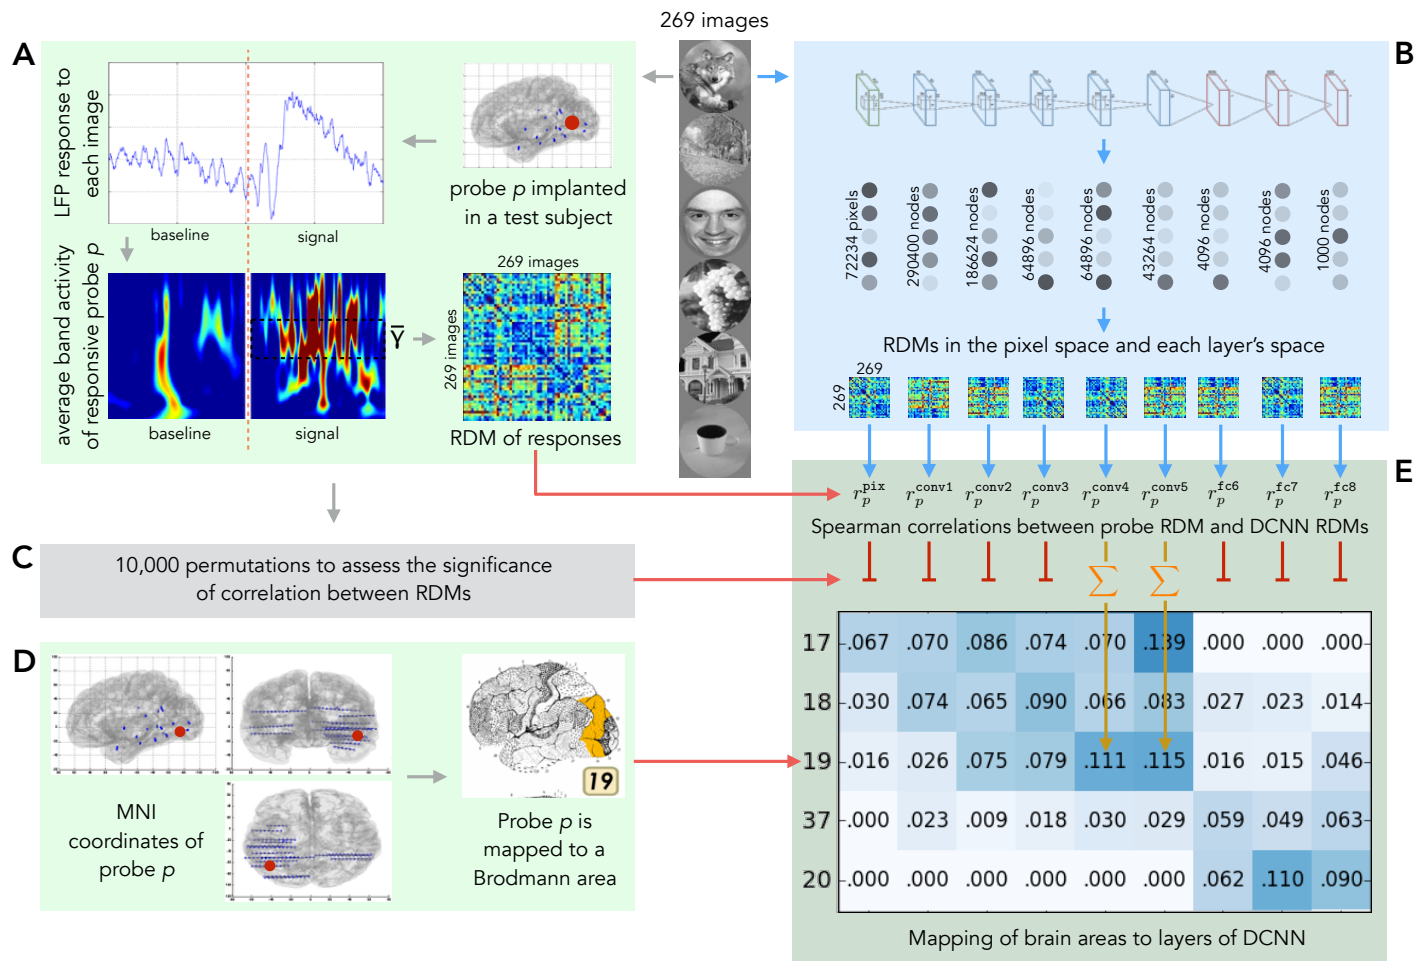 269 images
A
LFP response to
each image
baseline
signal
probe p implanted
in a test subject
average band activity
of responsive probe p
baseline
signal
Ȳ
269 images
269 images
RDM of responses
B
72234 pixels
290400 nodes
186624 nodes
64896 nodes
64896 nodes
43264 nodes
4096 nodes
4096 nodes
1000 nodes
RDMs in the pixel space and each layer's space
269
269
C
10,000 permutations to assess the significance
of correlation between RDMs
D
MNI
coordinates of
probe p
19
Probe p is
mapped to a
Brodmann area
E
r_p^pix r_p^conv1 r_p^conv2 r_p^conv3 r_p^conv4 r_p^conv5 r_p^fc6 r_p^fc7 r_p^fc8
Spearman correlations between probe RDM and DCNN RDMs
Σ Σ
17 .067 .070 .086 .074 .070 .139 .000 .000 .000
18 .030 .074 .065 .090 .066 .083 .027 .023 .014
19 .016 .026 .075 .079 .111 .115 .016 .015 .046
37 .000 .023 .009 .018 .030 .029 .059 .049 .063
20 .000 .000 .000 .000 .000 .000 .062 .110 .090
Mapping of brain areas to layers of DCNN